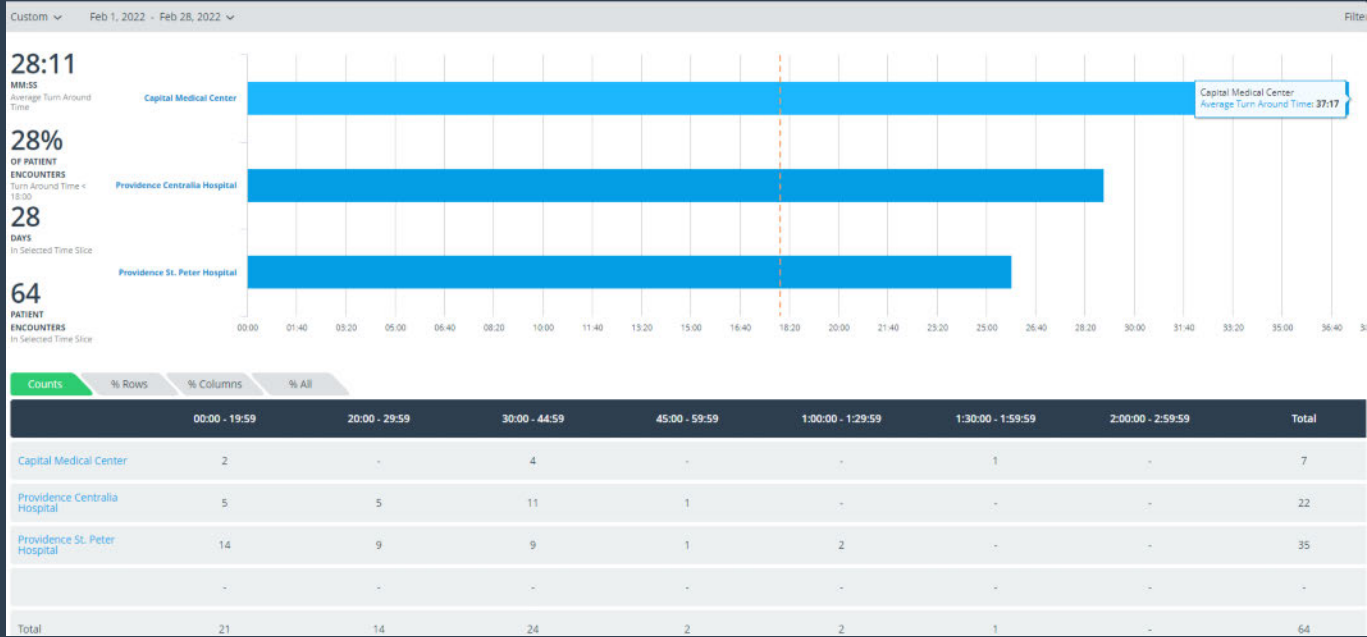 Custom Feb 1, 2022 - Feb 28, 2022
28:11
MM:SS
Average Turn Around
Time
28%
OF PATIENT
ENCOUNTERS
Turn Around Time <
18:00
28
DAYS
In Selected Time Slice
64
PATIENT
ENCOUNTERS
In Selected Time Slice
Capital Medical Center
Capital Medical Center
Average Turn Around Time: 37:17
Providence Centralia Hospital
Providence St. Peter Hospital
00:00 01:40 03:20 05:00 06:40 08:20 10:00 11:40 13:20 15:00 16:40 18:20 20:00 21:40 23:20 25:00 26:40 28:20 30:00 31:40 33:20 35:00 36:40
Counts % Rows % Columns % All
00:00 - 19:59 20:00 - 29:59 30:00 - 44:59 45:00 - 59:59 1:00:00 - 1:29:59 1:30:00 - 1:59:59 2:00:00 - 2:59:59 Total
Capital Medical Center 2 - 4 - - 1 - 7
Providence Centralia
Hospital 5 5 11 1 - - - 22
Providence St. Peter
Hospital 14 9 9 1 2 - - 35
- - - - - - - -
Total 21 14 24 2 2 1 - 64